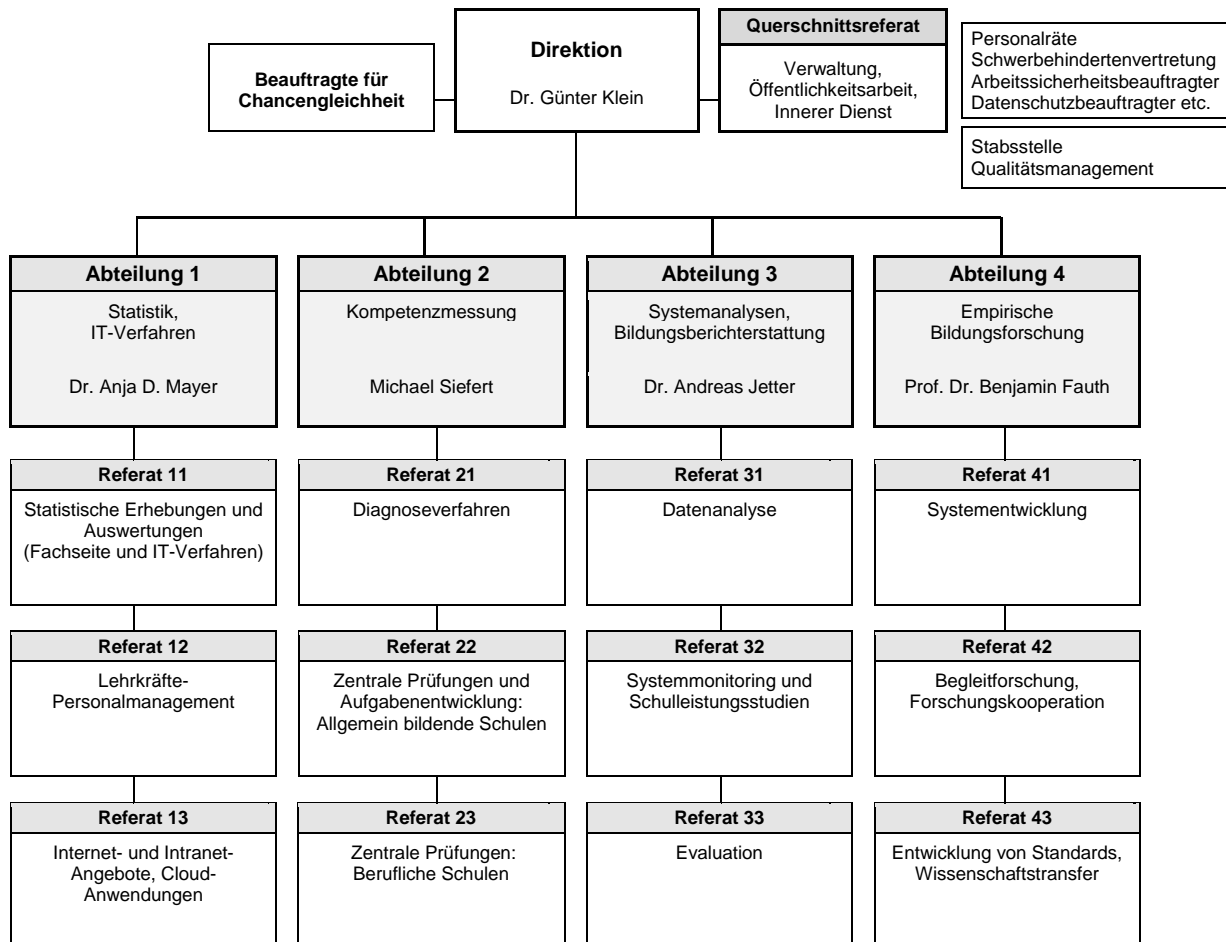 Beauftragte für
Chancengleichheit
Direktion
Dr. Günter Klein
Querschnittsreferat
Verwaltung,
Öffentlichkeitsarbeit,
Innerer Dienst
Personalräte
Schwerbehindertenvertretung
Arbeitssicherheitsbeauftragter
Datenschutzbeauftragter etc.
Stabsstelle
Qualitätsmanagement
Abteilung 1
Statistik,
IT-Verfahren
Dr. Anja D. Mayer
Abteilung 2
Kompetenzmessung
Michael Siefert
Abteilung 3
Systemanalysen,
Bildungsberichterstattung
Dr. Andreas Jetter
Abteilung 4
Empirische
Bildungsforschung
Prof. Dr. Benjamin Fauth
Referat 11
Statistische Erhebungen und
Auswertungen
(Fachseite und IT-Verfahren)
Referat 21
Diagnoseverfahren
Referat 31
Datenanalyse
Referat 41
Systementwicklung
Referat 12
Lehrkräfte-
Personalmanagement
Referat 22
Zentrale Prüfungen und
Aufgabenentwicklung:
Allgemein bildende Schulen
Referat 32
Systemmonitoring und
Schulleistungsstudien
Referat 42
Begleitforschung,
Forschungskooperation
Referat 13
Internet- und Intranet-
Angebote, Cloud-
Anwendungen
Referat 23
Zentrale Prüfungen:
Berufliche Schulen
Referat 33
Evaluation
Referat 43
Entwicklung von Standards,
Wissenschaftstransfer